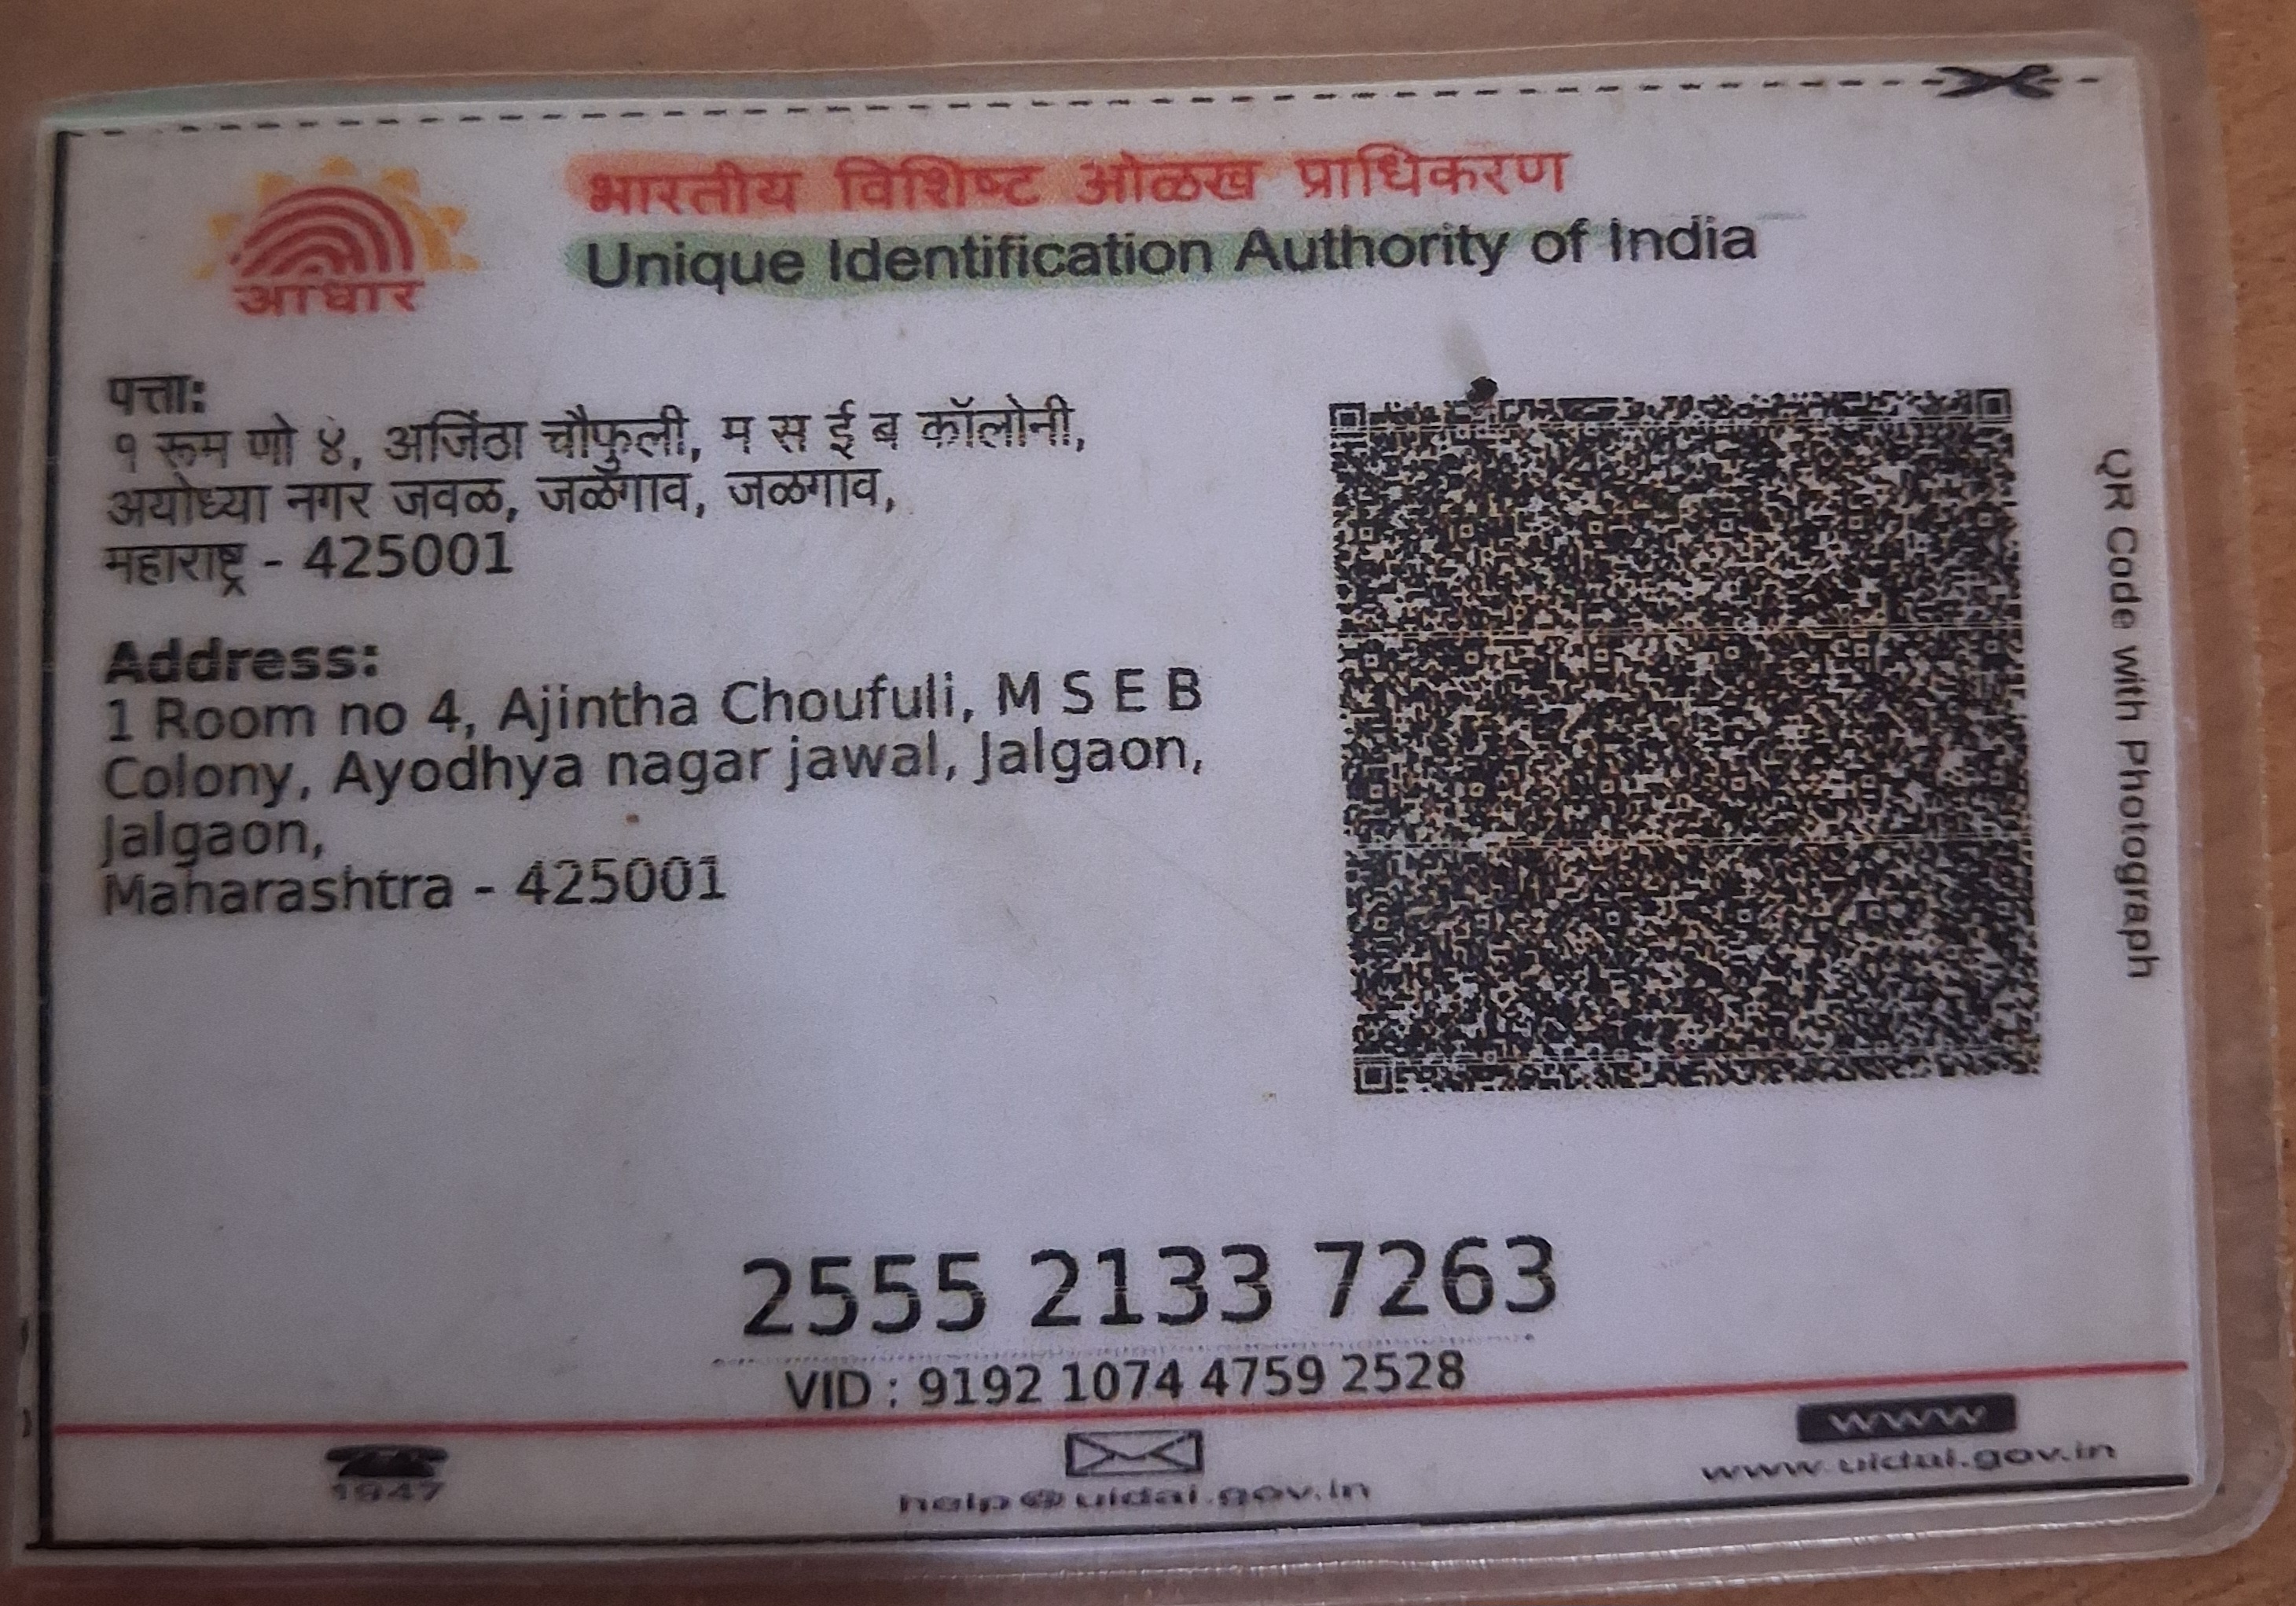 भारतीय विशिष्ट ओळख प्राधिकरण
Unique Identification Authority of India
आधार
पत्ता:
१ रूम णो ४, अजिंठा चौफुली, म स ई ब कॉलोनी,
अयोध्या नगर जवळ, जळगाव, जळगाव,
महाराष्ट्र - 425001
Address:
1 Room no 4, Ajintha Choufuli, M S E B
Colony, Ayodhya nagar jawal, Jalgaon,
Jalgaon,
Maharashtra - 425001
QR Code with Photograph
2555 2133 7263
VID : 9192 1074 4759 2528
1947
help@uidai.gov.in
www
www.uidai.gov.in